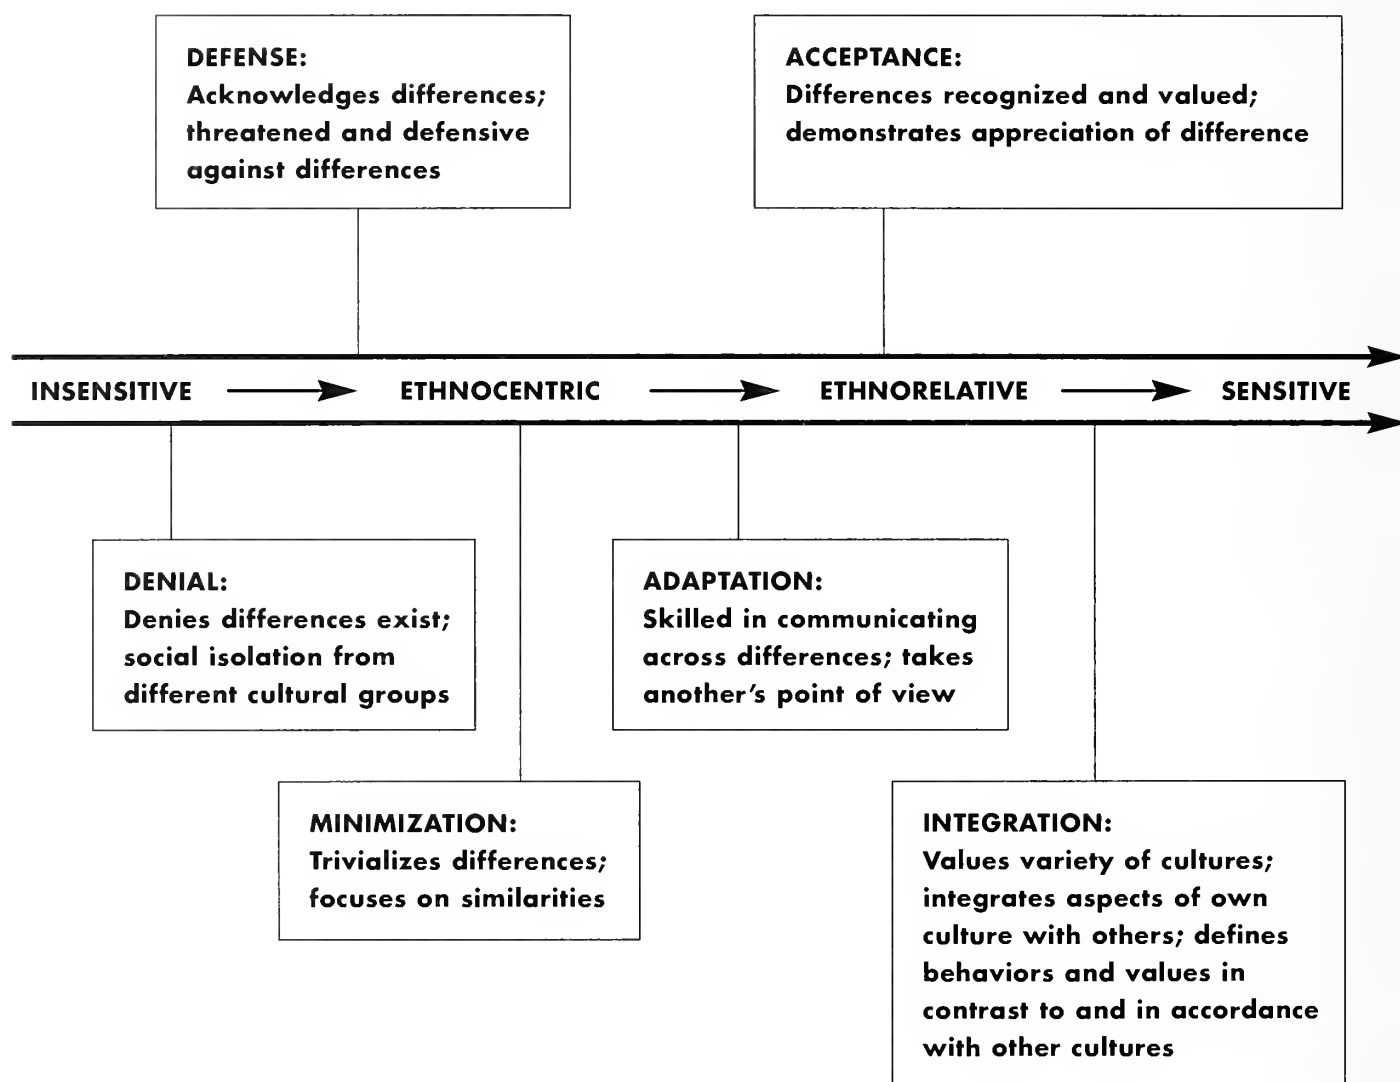 DEFENSE:
Acknowledges differences;
threatened and defensive
against differences
ACCEPTANCE:
Differences recognized and valued;
demonstrates appreciation of difference
INSENSITIVE
ETHNOCENTRIC
ETHNORELATIVE
SENSITIVE
DENIAL:
Denies differences exist;
social isolation from
different cultural groups
ADAPTATION:
Skilled in communicating
across differences; takes
another's point of view
MINIMIZATION:
Trivializes differences;
focuses on similarities
INTEGRATION:
Values variety of cultures;
integrates aspects of own
culture with others; defines
behaviors and values in
contrast to and in accordance
with other cultures